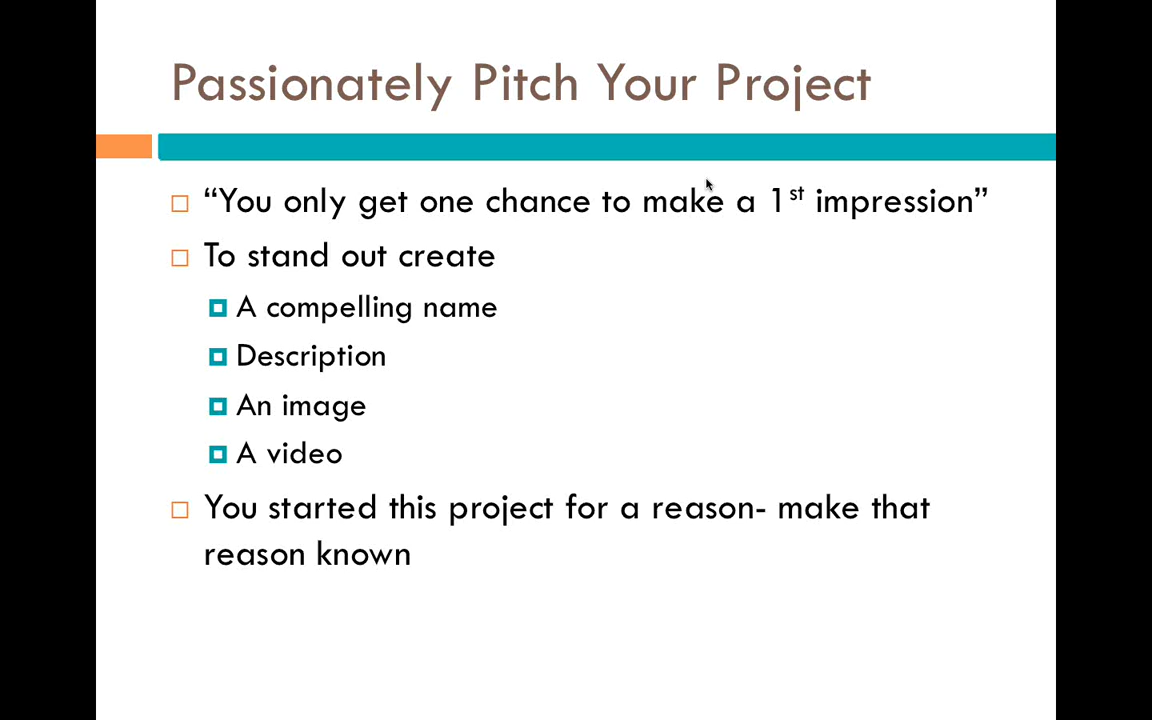 Passionately Pitch Your Project
“You only get one chance to make a 1st impression”
To stand out create
A compelling name
Description
An image
A video
You started this project for a reason- make that
reason known